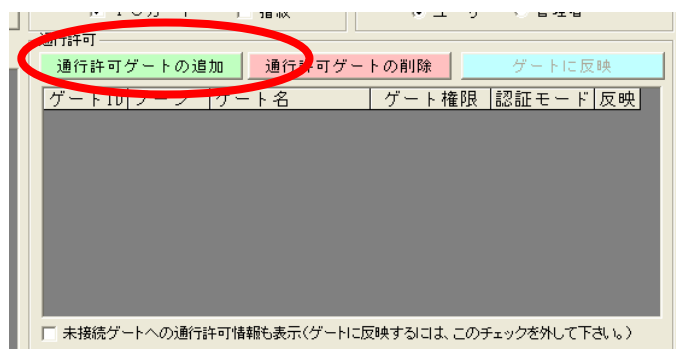 通行許可
通行許可ゲートの追加 通行許可ゲートの削除 ゲートに反映
ゲートID ゾーン ゲート名 ゲート権限 認証モード 反映
未接続ゲートへの通行許可情報も表示(ゲートに反映するには、このチェックを外して下さい。)